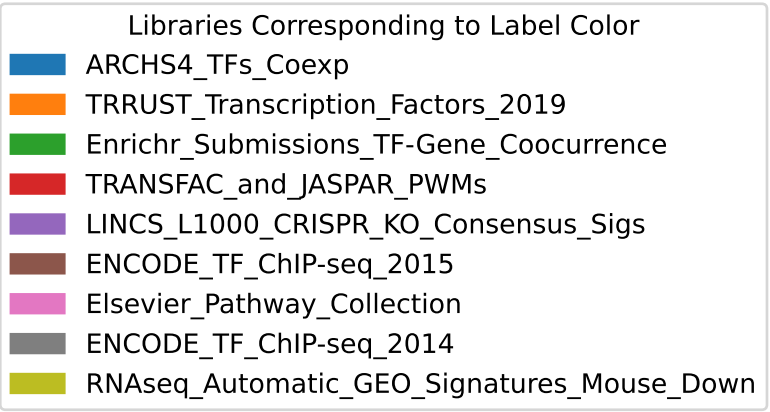 Libraries Corresponding to Label Color
ARCHS4_TFs_Coexp
TRRUST_Transcription_Factors_2019
Enrichr_Submissions_TF-Gene_Coocurrence
TRANSFAC_and_JASPAR_PWMs
LINCS_L1000_CRISPR_KO_Consensus_Sigs
ENCODE_TF_ChIP-seq_2015
Elsevier_Pathway_Collection
ENCODE_TF_ChIP-seq_2014
RNAseq_Automatic_GEO_Signatures_Mouse_Down